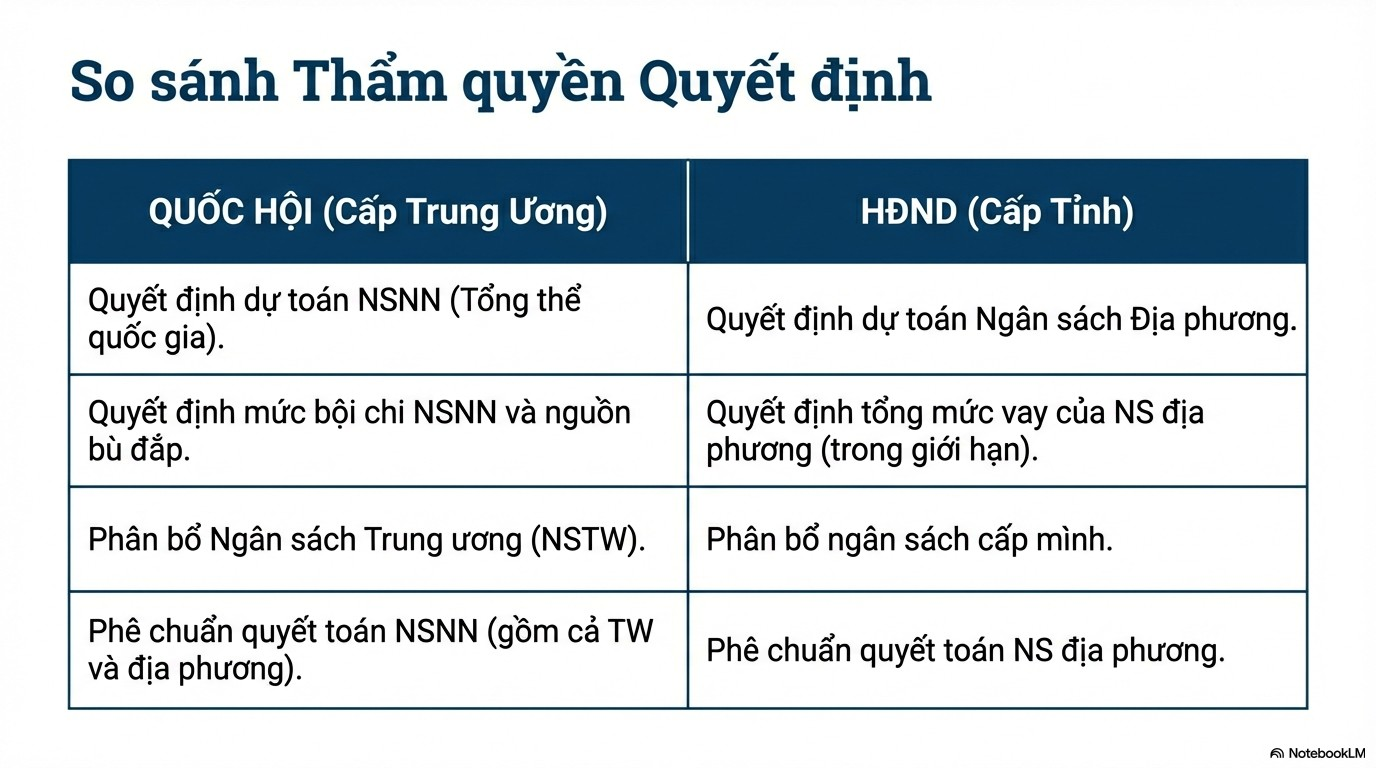 So sánh Thẩm quyền Quyết định
QUỐC HỘI (Cấp Trung Ương)
HĐND (Cấp Tỉnh)
Quyết định dự toán NSNN (Tổng thể
quốc gia).
Quyết định dự toán Ngân sách Địa phương.
Quyết định mức bội chi NSNN và nguồn
bù đắp.
Quyết định tổng mức vay của NS địa
phương (trong giới hạn).
Phân bổ Ngân sách Trung ương (NSTW).
Phân bổ ngân sách cấp mình.
Phê chuẩn quyết toán NSNN (gồm cả TW
và địa phương).
Phê chuẩn quyết toán NS địa phương.
NotebookLM